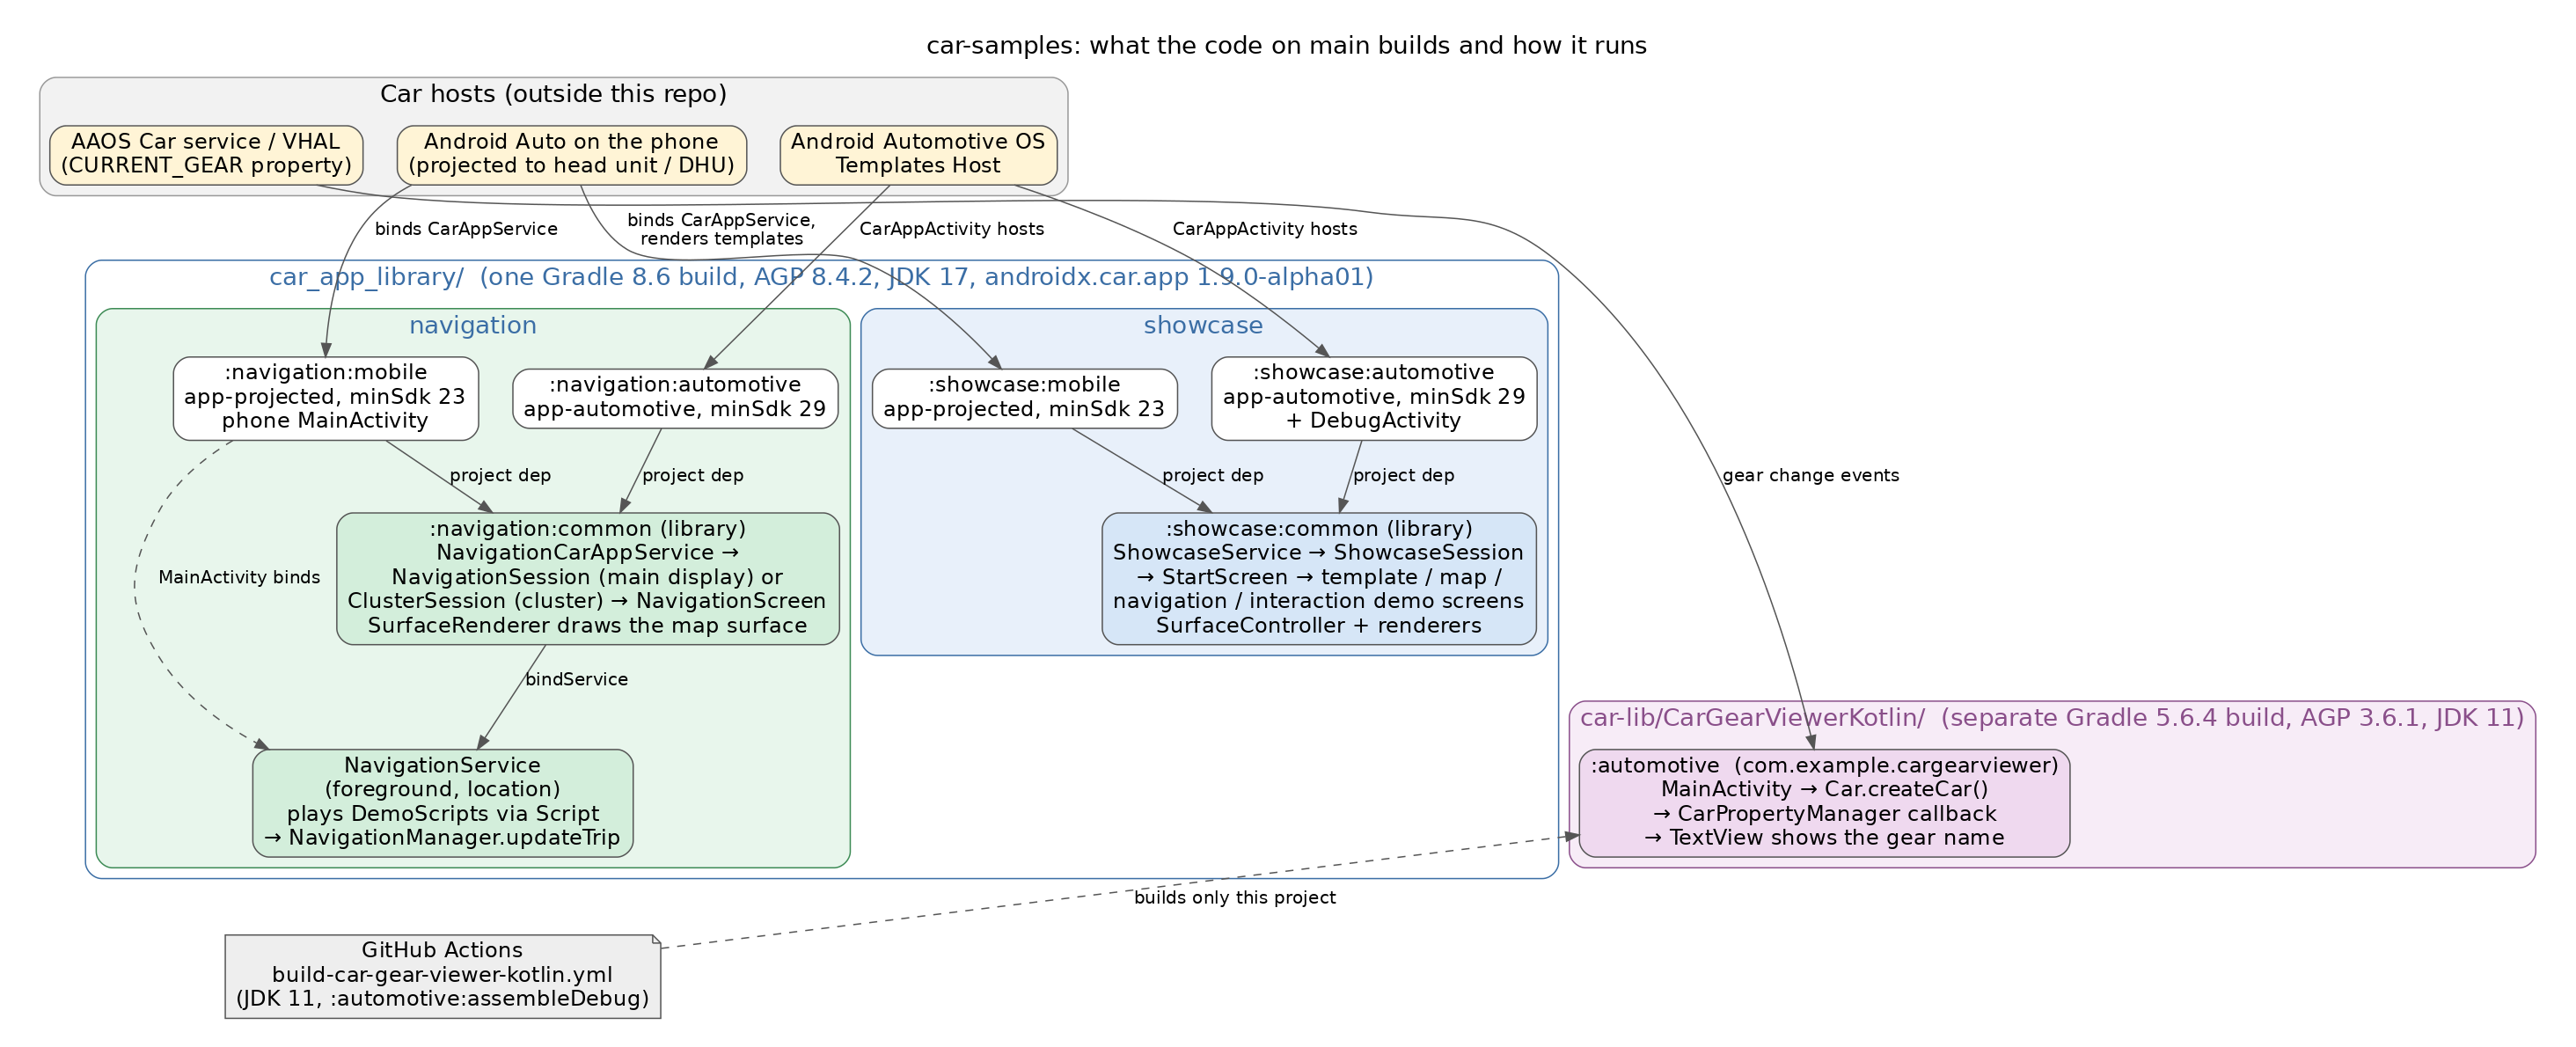 car-samples: what the code on main builds and how it runs
Car hosts (outside this repo)
AAOS Car service / VHAL
(CURRENT_GEAR property)
Android Auto on the phone
(projected to head unit / DHU)
Android Automotive OS
Templates Host
binds CarAppService
binds CarAppService,
renders templates
CarAppActivity hosts
CarAppActivity hosts
car_app_library/  (one Gradle 8.6 build, AGP 8.4.2, JDK 17, androidx.car.app 1.9.0-alpha01)
navigation
showcase
:navigation:mobile
app-projected, minSdk 23
phone MainActivity
:navigation:automotive
app-automotive, minSdk 29
:showcase:mobile
app-projected, minSdk 23
:showcase:automotive
app-automotive, minSdk 29
+ DebugActivity
project dep
project dep
project dep
project dep
gear change events
MainActivity binds
:navigation:common (library)
NavigationCarAppService →
NavigationSession (main display) or
ClusterSession (cluster) → NavigationScreen
SurfaceRenderer draws the map surface
:showcase:common (library)
ShowcaseService → ShowcaseSession
→ StartScreen → template / map /
navigation / interaction demo screens
SurfaceController + renderers
bindService
NavigationService
(foreground, location)
plays DemoScripts via Script
→ NavigationManager.updateTrip
car-lib/CarGearViewerKotlin/  (separate Gradle 5.6.4 build, AGP 3.6.1, JDK 11)
:automotive  (com.example.cargearviewer)
MainActivity → Car.createCar()
→ CarPropertyManager callback
→ TextView shows the gear name
builds only this project
GitHub Actions
build-car-gear-viewer-kotlin.yml
(JDK 11, :automotive:assembleDebug)